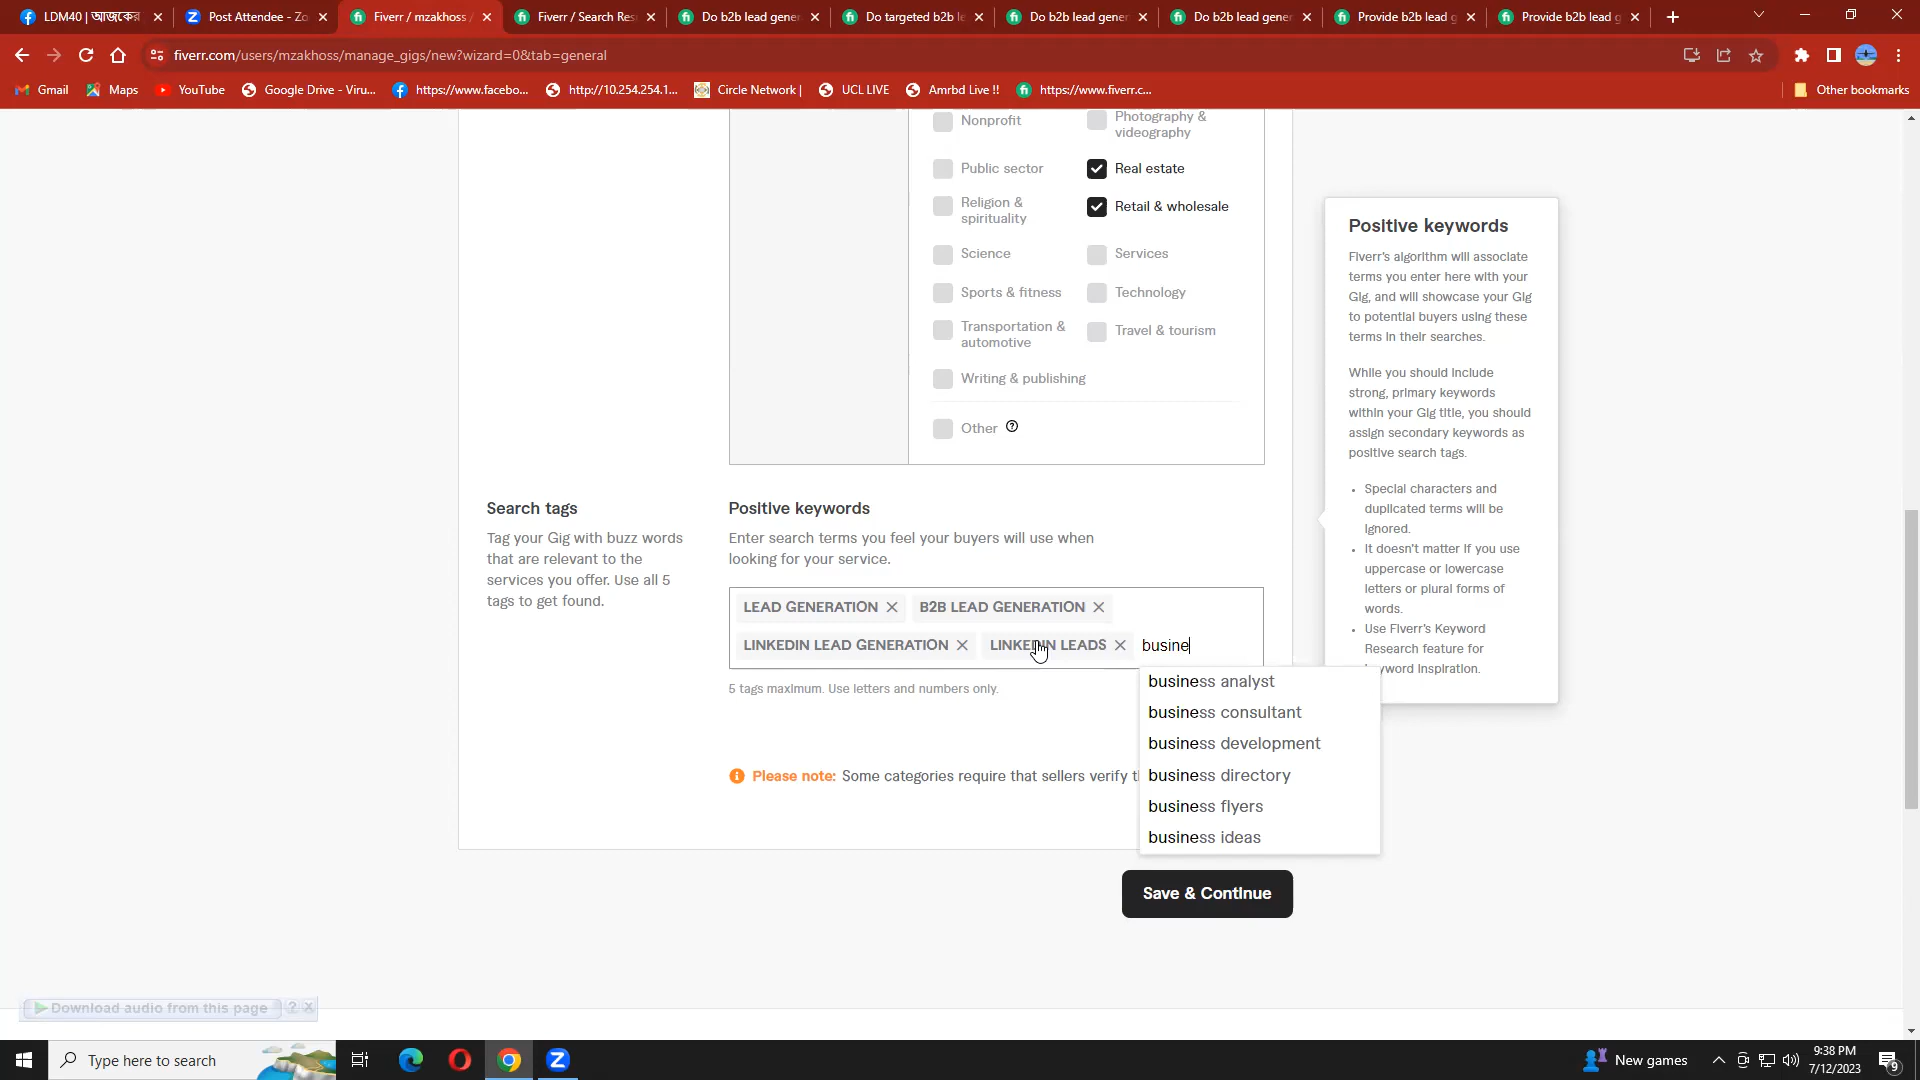 LDM40 | আজকের
Post Attendee - Zo
Fiverr / mzakhoss /
Fiverr / Search Res
Do b2b lead gene
Do targeted b2b le
Do b2b lead gener
Do b2b lead gener
Provide b2b lead g
Provide b2b lead g
fiverr.com/users/mzakhoss/manage_gigs/new?wizard=0&tab=general
Gmail
Maps
YouTube
Google Drive - Viru...
https://www.facebo...
http://10.254.254.1...
Circle Network |
UCL LIVE
Amrbd Live !!
https://www.fiverr.c...
Other bookmarks
Nonprofit
Photography &
videography
Public sector
Real estate
Religion &
spirituality
Retail & wholesale
Science
Services
Sports & fitness
Technology
Transportation &
automotive
Travel & tourism
Writing & publishing
Other
Positive keywords
Fiverr's algorithm will associate
terms you enter here with your
Gig, and will showcase your Gig
to potential buyers using these
terms in their searches.
While you should include
strong, primary keywords
within your Gig title, you should
assign secondary keywords as
positive search tags.
• Special characters and
duplicated terms will be
ignored.
• It doesn't matter if you use
uppercase or lowercase
letters or plural forms of
words.
• Use Fiverr's Keyword
Research feature for
yword inspiration.
Search tags
Tag your Gig with buzz words
that are relevant to the
services you offer. Use all 5
tags to get found.
Positive keywords
Enter search terms you feel your buyers will use when
looking for your service.
LEAD GENERATION
B2B LEAD GENERATION
LINKEDIN LEAD GENERATION
LINKEDIN LEADS
busine
5 tags maximum. Use letters and numbers only.
business analyst
business consultant
business development
business directory
business flyers
business ideas
Please note: Some categories require that sellers verify th
Save & Continue
Download audio from this page
Type here to search
New games
9:38 PM
7/12/2023
9